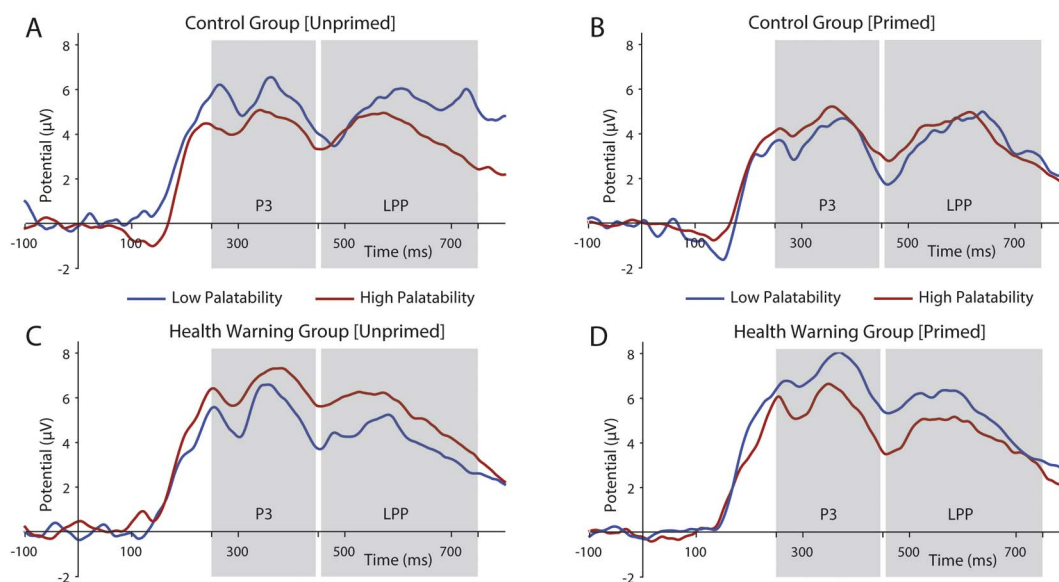 A
Control Group [Unprimed]
8
6
4
2
-2
Potential (µV)
-100
100
300
500
700
P3
LPP
Time (ms)
B
Control Group [Primed]
8
6
4
2
-2
Potential (µV)
-100
100
300
500
700
P3
LPP
Time (ms)
Low Palatability
High Palatability
Low Palatability
High Palatability
C
Health Warning Group [Unprimed]
8
6
4
2
-2
Potential (µV)
-100
100
300
500
700
P3
LPP
Time (ms)
D
Health Warning Group [Primed]
8
6
4
2
-2
Potential (µV)
-100
100
300
500
700
P3
LPP
Time (ms)